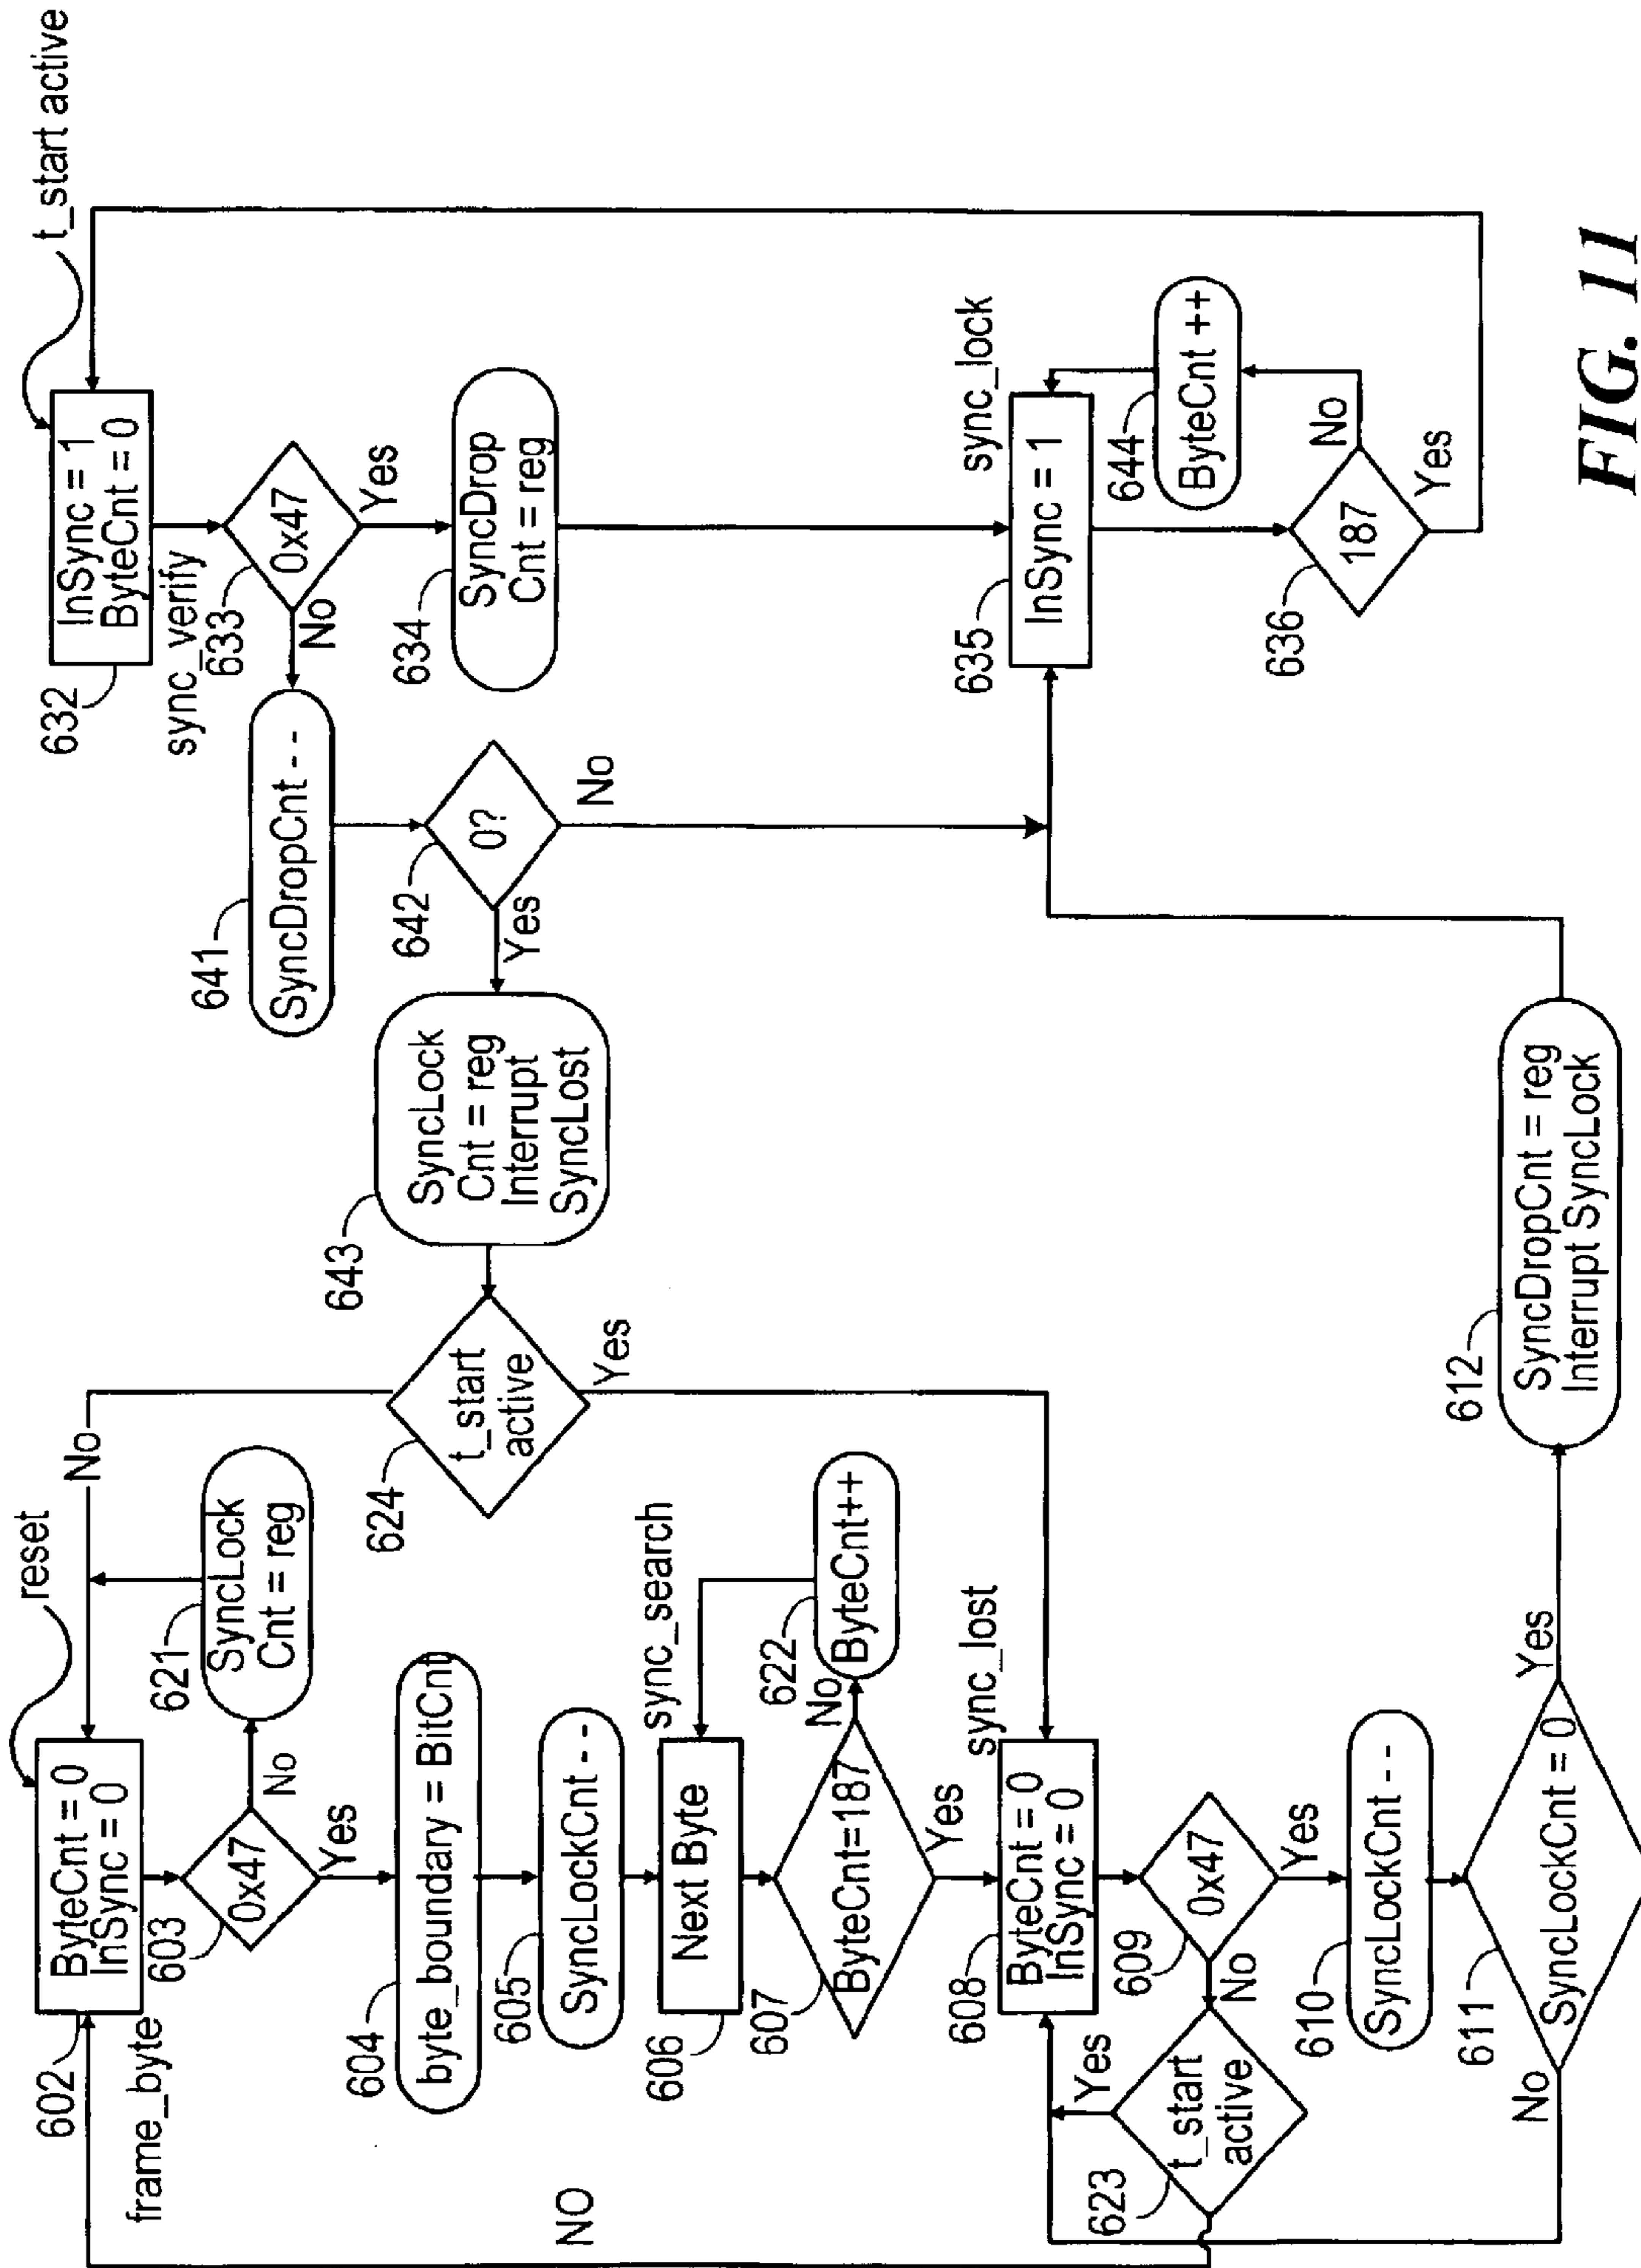 reset
602
ByteCnt = 0
InSync = 0
frame_byte
603
0x47
No
Yes
621
SyncLock
Cnt = reg
No
604
byte_boundary = BitCnt
605
SyncLockCnt - -
606
Next Byte
sync_search
607
ByteCnt=187
No
Yes
622
ByteCnt++
608
ByteCnt = 0
InSync = 0
sync_lost
609
0x47
No
Yes
623
t_start
active
Yes
NO
610
SyncLockCnt - -
611
SyncLockCnt = 0
No
Yes
612
SyncDropCnt = reg
Interrupt SyncLock
624
t_start
active
Yes
643
SyncLock
Cnt = reg
Interrupt
SyncLost
641
SyncDropCnt - -
642
0?
Yes
No
t_start active
632
InSync = 1
ByteCnt = 0
sync_verify
633
0x47
No
Yes
634
SyncDrop
Cnt = reg
635
InSync = 1
sync_lock
644
ByteCnt ++
636
187
No
Yes
FIG. 11